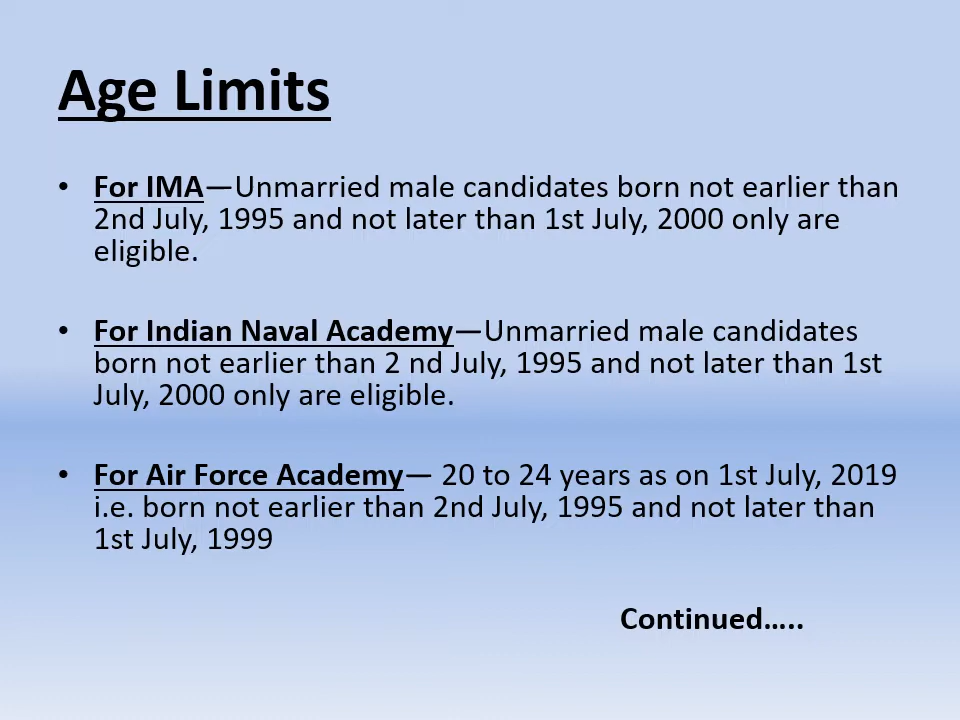 Age Limits
• For IMA—Unmarried male candidates born not earlier than
2nd July, 1995 and not later than 1st July, 2000 only are
eligible.
• For Indian Naval Academy—Unmarried male candidates
born not earlier than 2 nd July, 1995 and not later than 1st
July, 2000 only are eligible.
• For Air Force Academy— 20 to 24 years as on 1st July, 2019
i.e. born not earlier than 2nd July, 1995 and not later than
1st July, 1999
Continued…..